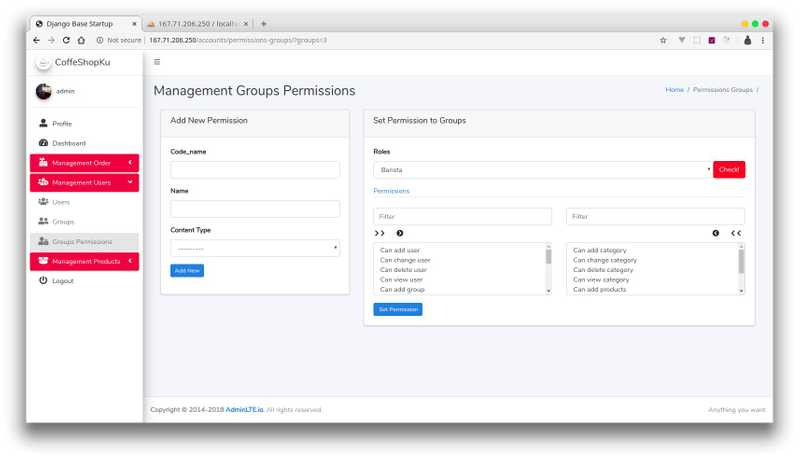 Django Base Startup
167.71.206.250 / localhos
Not secure
167.71.206.250/accounts/permissions-groups/?groups=3
CoffeShopKu
admin
Profile
Dashboard
Management Order
Management Users
Users
Groups
Groups Permissions
Management Products
Logout
Management Groups Permissions
Home / Permissions Groups /
Add New Permission
Code_name
Name
Content Type
---------
Add New
Set Permission to Groups
Roles
Barista
Check!
Permissions
Filter
Can add user
Can change user
Can delete user
Can view user
Can add group
Filter
Can add category
Can change category
Can delete category
Can view category
Can add products
Set Permission
Copyright © 2014-2018 AdminLTE.io. All rights reserved.
Anything you want